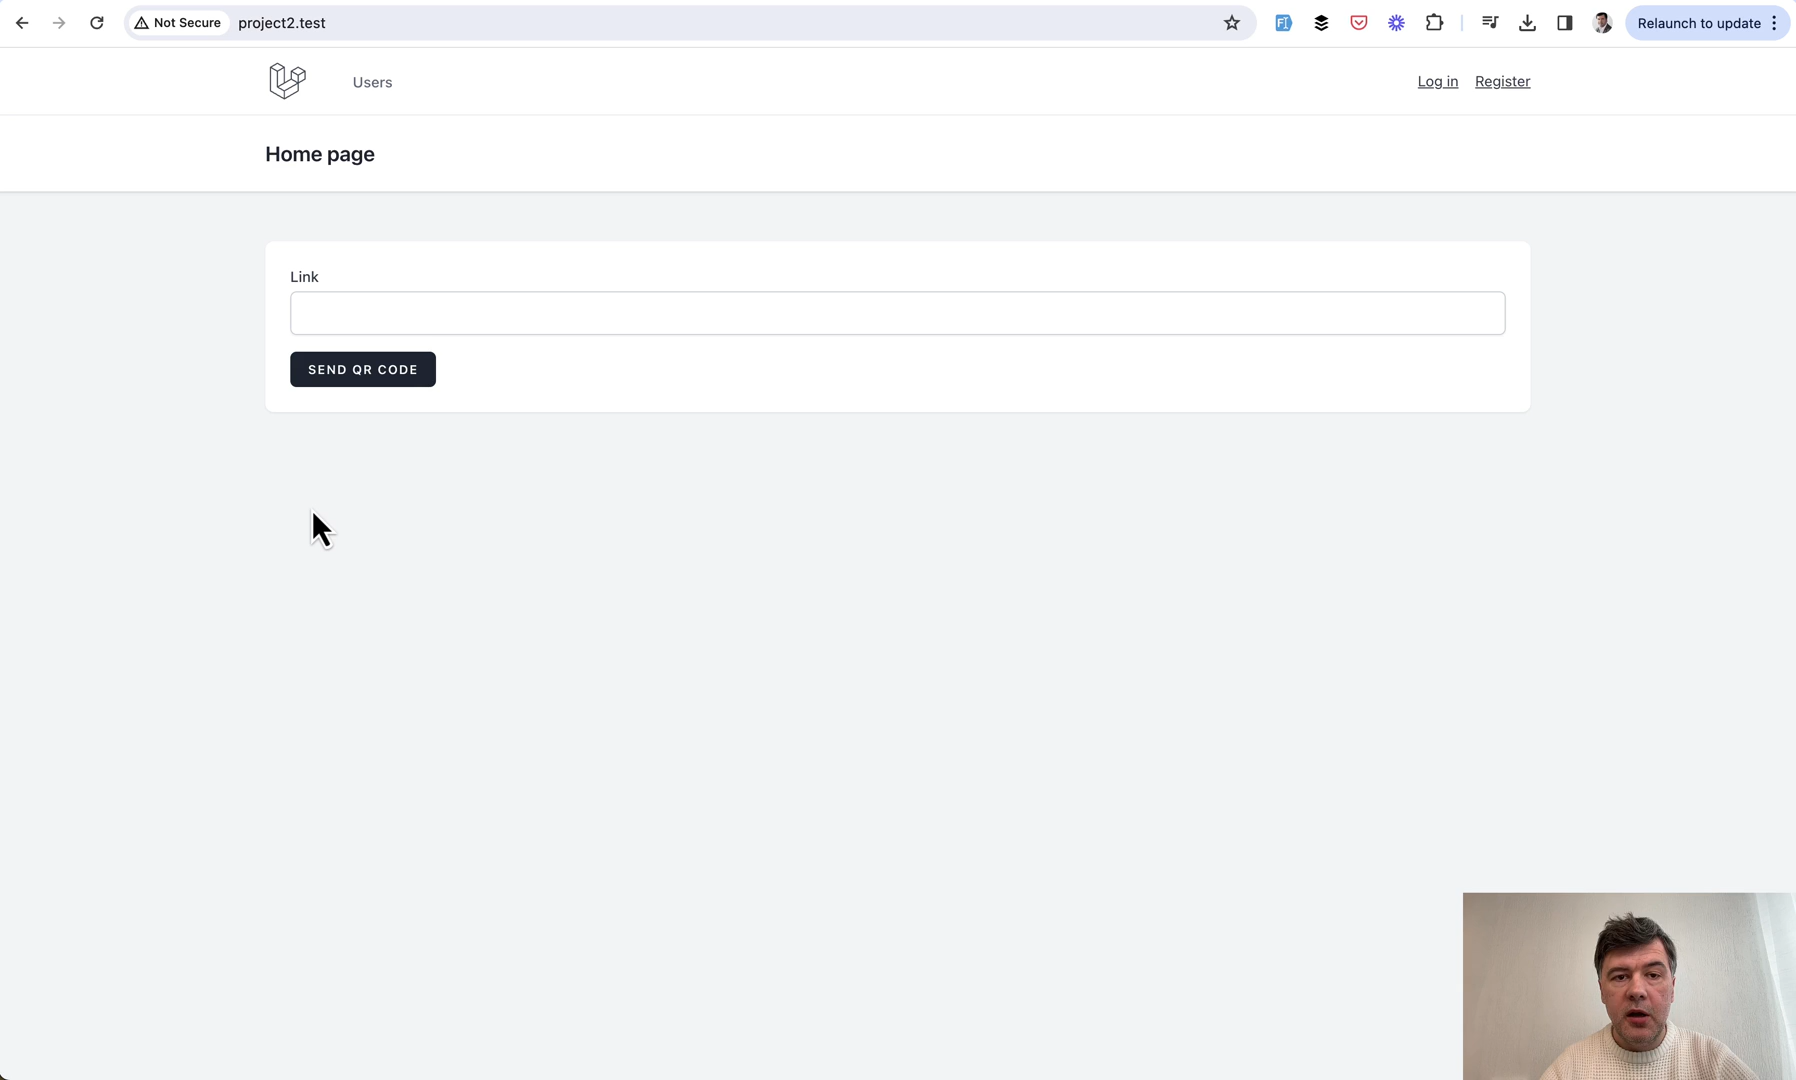 Not Secure project2.test
Relaunch to update
Users
Log in Register
Home page
Link
SEND QR CODE